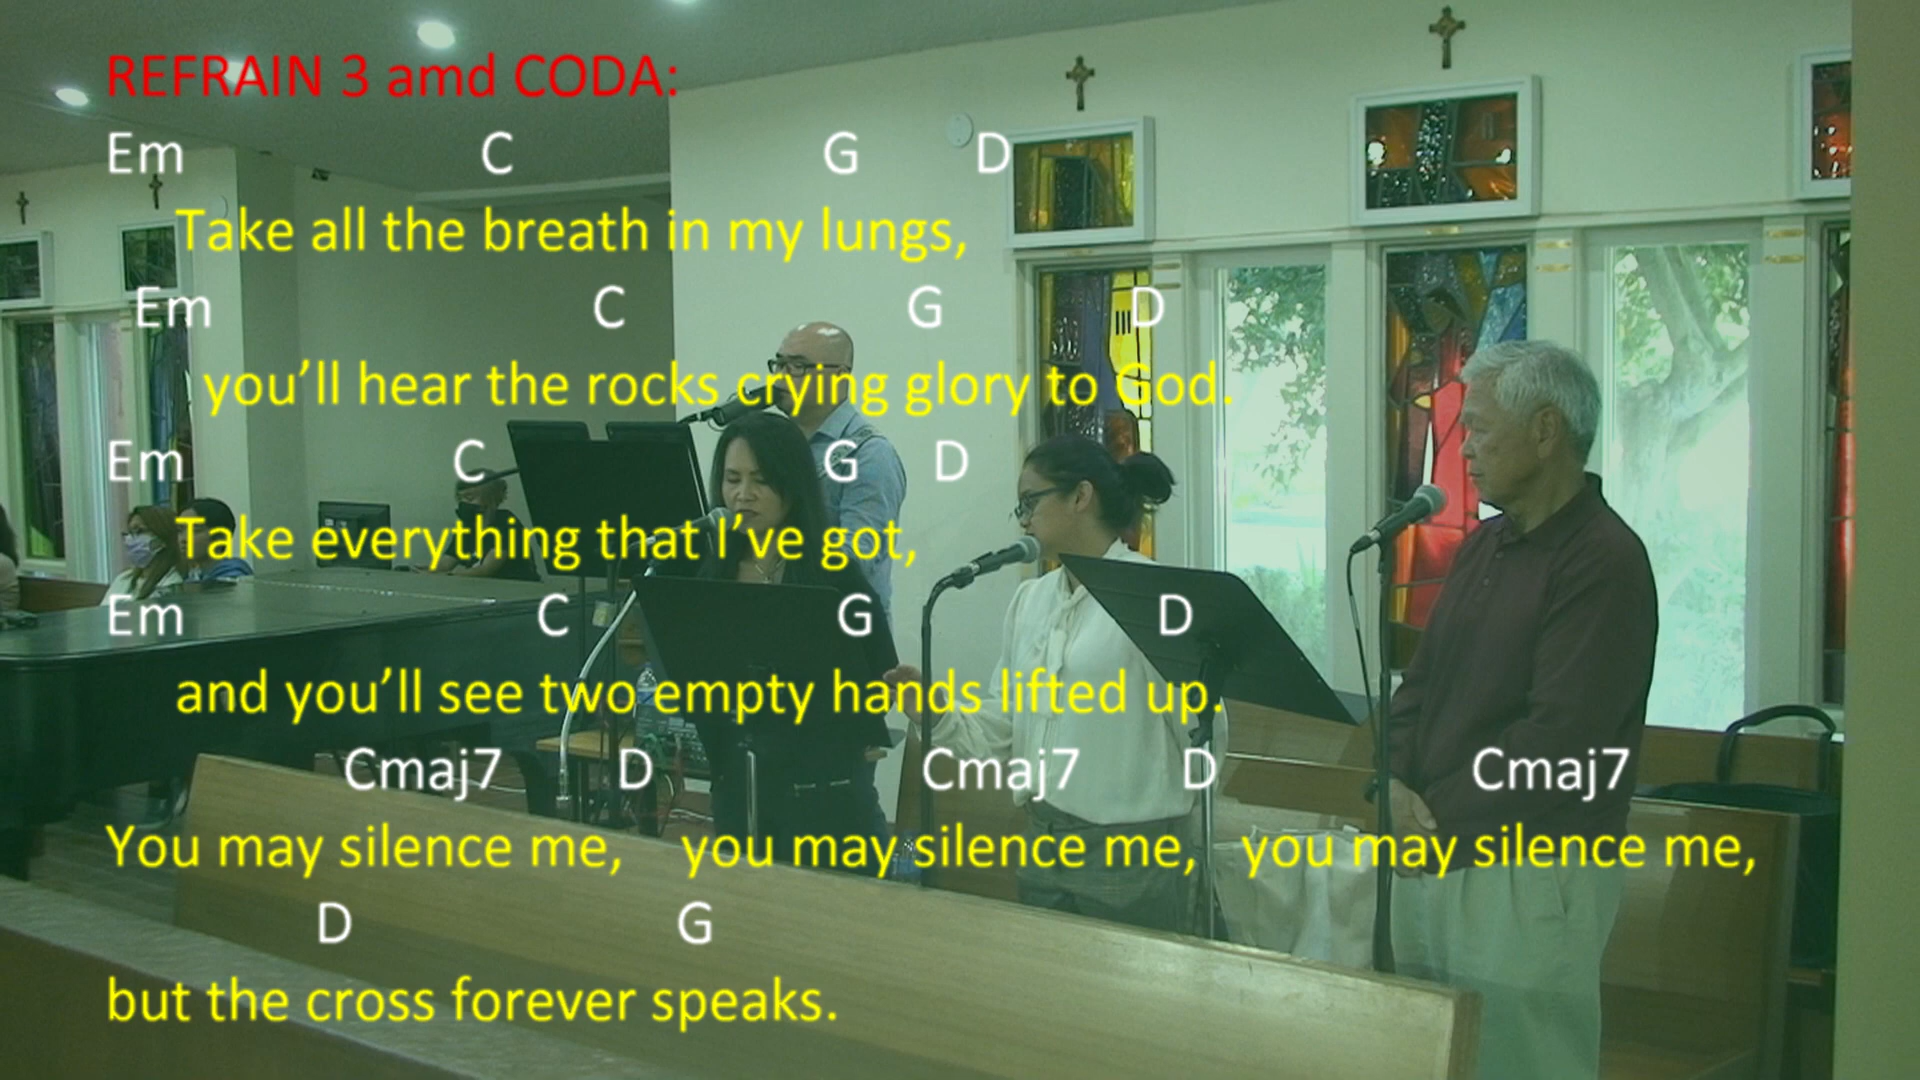 REFRAIN 3 amd CODA:
Em C G D
Take all the breath in my lungs,
Em C G D
you’ll hear the rocks crying glory to God.
Em C G D
Take everything that I’ve got,
Em C G D
and you’ll see two empty hands lifted up.
Cmaj7 D Cmaj7 D Cmaj7
You may silence me, you may silence me, you may silence me,
D G
but the cross forever speaks.